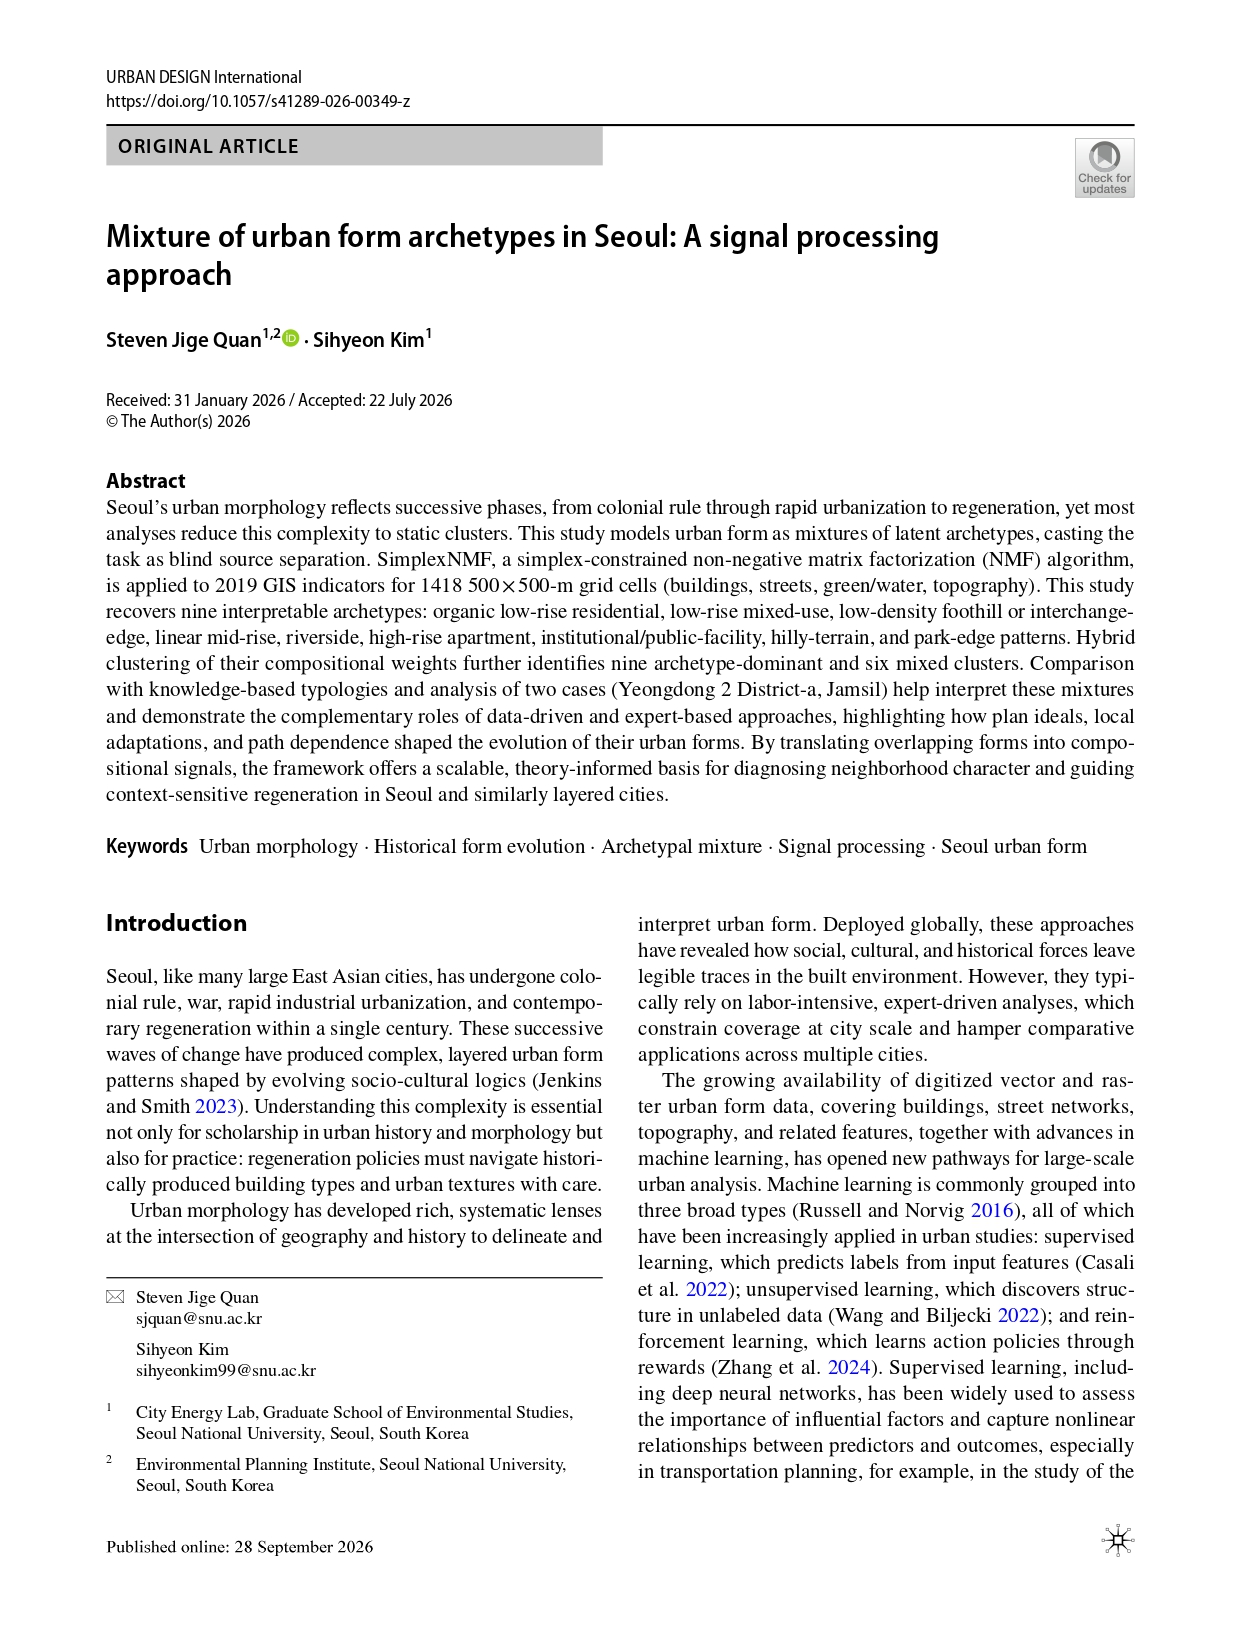 URBAN DESIGN International
https://doi.org/10.1057/s41289-026-00349-z
ORIGINAL ARTICLE
Check for
updates
Mixture of urban form archetypes in Seoul: A signal processing
approach
Steven Jige Quan1,2 iD · Sihyeon Kim1
Received: 31 January 2026 / Accepted: 22 July 2026
© The Author(s) 2026
Abstract
Seoul's urban morphology reflects successive phases, from colonial rule through rapid urbanization to regeneration, yet most
analyses reduce this complexity to static clusters. This study models urban form as mixtures of latent archetypes, casting the
task as blind source separation. SimplexNMF, a simplex-constrained non-negative matrix factorization (NMF) algorithm,
is applied to 2019 GIS indicators for 1418 500×500-m grid cells (buildings, streets, green/water, topography). This study
recovers nine interpretable archetypes: organic low-rise residential, low-rise mixed-use, low-density foothill or interchange-
edge, linear mid-rise, riverside, high-rise apartment, institutional/public-facility, hilly-terrain, and park-edge patterns. Hybrid
clustering of their compositional weights further identifies nine archetype-dominant and six mixed clusters. Comparison
with knowledge-based typologies and analysis of two cases (Yeongdong 2 District-a, Jamsil) help interpret these mixtures
and demonstrate the complementary roles of data-driven and expert-based approaches, highlighting how plan ideals, local
adaptations, and path dependence shaped the evolution of their urban forms. By translating overlapping forms into compo-
sitional signals, the framework offers a scalable, theory-informed basis for diagnosing neighborhood character and guiding
context-sensitive regeneration in Seoul and similarly layered cities.
Keywords Urban morphology · Historical form evolution · Archetypal mixture · Signal processing · Seoul urban form
Introduction
Seoul, like many large East Asian cities, has undergone colo-
nial rule, war, rapid industrial urbanization, and contempo-
rary regeneration within a single century. These successive
waves of change have produced complex, layered urban form
patterns shaped by evolving socio-cultural logics (Jenkins
and Smith 2023). Understanding this complexity is essential
not only for scholarship in urban history and morphology but
also for practice: regeneration policies must navigate histori-
cally produced building types and urban textures with care.
Urban morphology has developed rich, systematic lenses
at the intersection of geography and history to delineate and
Steven Jige Quan
sjquan@snu.ac.kr
Sihyeon Kim
sihyeonkim99@snu.ac.kr
1 City Energy Lab, Graduate School of Environmental Studies,
Seoul National University, Seoul, South Korea
2 Environmental Planning Institute, Seoul National University,
Seoul, South Korea
interpret urban form. Deployed globally, these approaches
have revealed how social, cultural, and historical forces leave
legible traces in the built environment. However, they typi-
cally rely on labor-intensive, expert-driven analyses, which
constrain coverage at city scale and hamper comparative
applications across multiple cities.
The growing availability of digitized vector and ras-
ter urban form data, covering buildings, street networks,
topography, and related features, together with advances in
machine learning, has opened new pathways for large-scale
urban analysis. Machine learning is commonly grouped into
three broad types (Russell and Norvig 2016), all of which
have been increasingly applied in urban studies: supervised
learning, which predicts labels from input features (Casali
et al. 2022); unsupervised learning, which discovers struc-
ture in unlabeled data (Wang and Biljecki 2022); and rein-
forcement learning, which learns action policies through
rewards (Zhang et al. 2024). Supervised learning, includ-
ing deep neural networks, has been widely used to assess
the importance of influential factors and capture nonlinear
relationships between predictors and outcomes, especially
in transportation planning, for example, in the study of the
Published online: 28 September 2026